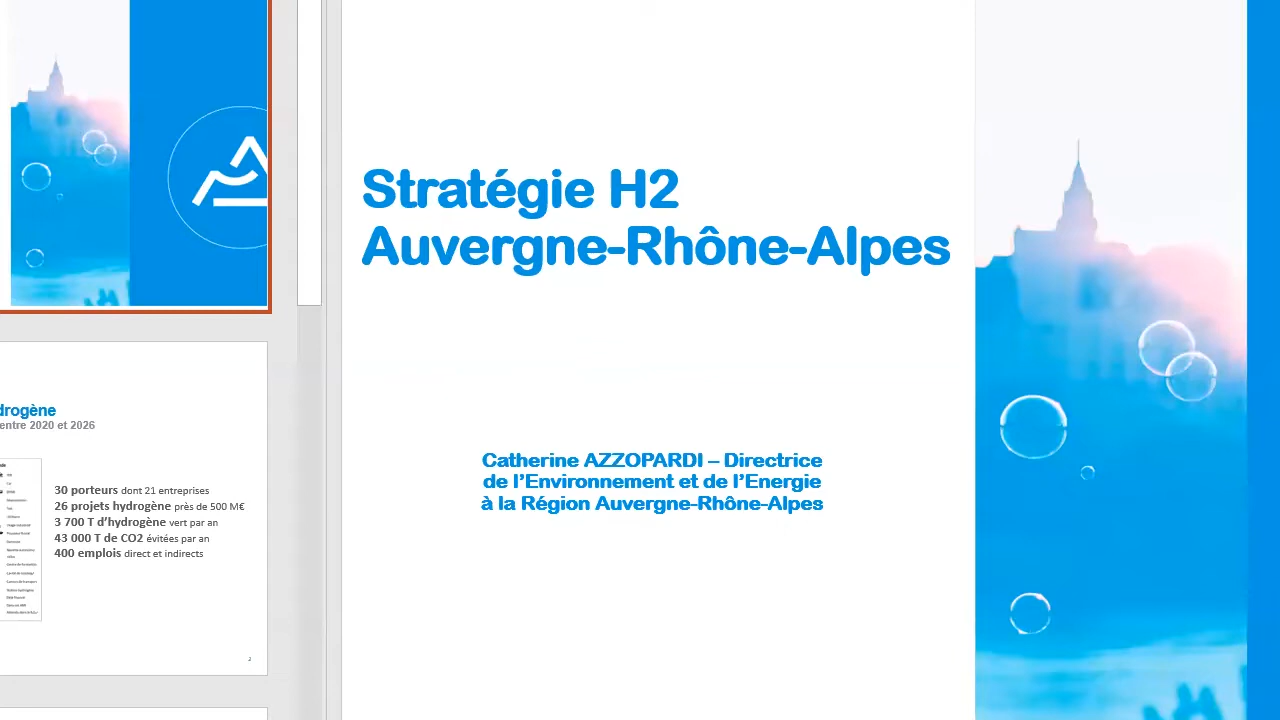 Stratégie H2
Auvergne-Rhône-Alpes
Catherine AZZOPARDI – Directrice
de l’Environnement et de l’Energie
à la Région Auvergne-Rhône-Alpes
drogène
entre 2020 et 2026
30 porteurs dont 21 entreprises
26 projets hydrogène près de 500 M€
3 700 T d’hydrogène vert par an
43 000 T de CO2 évitées par an
400 emplois direct et indirects
2